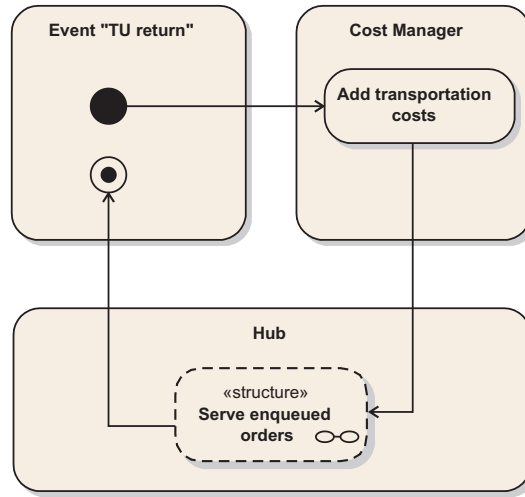 Event "TU return"
Cost Manager
Add transportation
costs
Hub
«structure»
Serve enqueued
orders